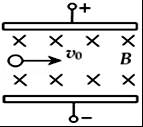 +
× × × ×
v₀ B
× × × ×
−